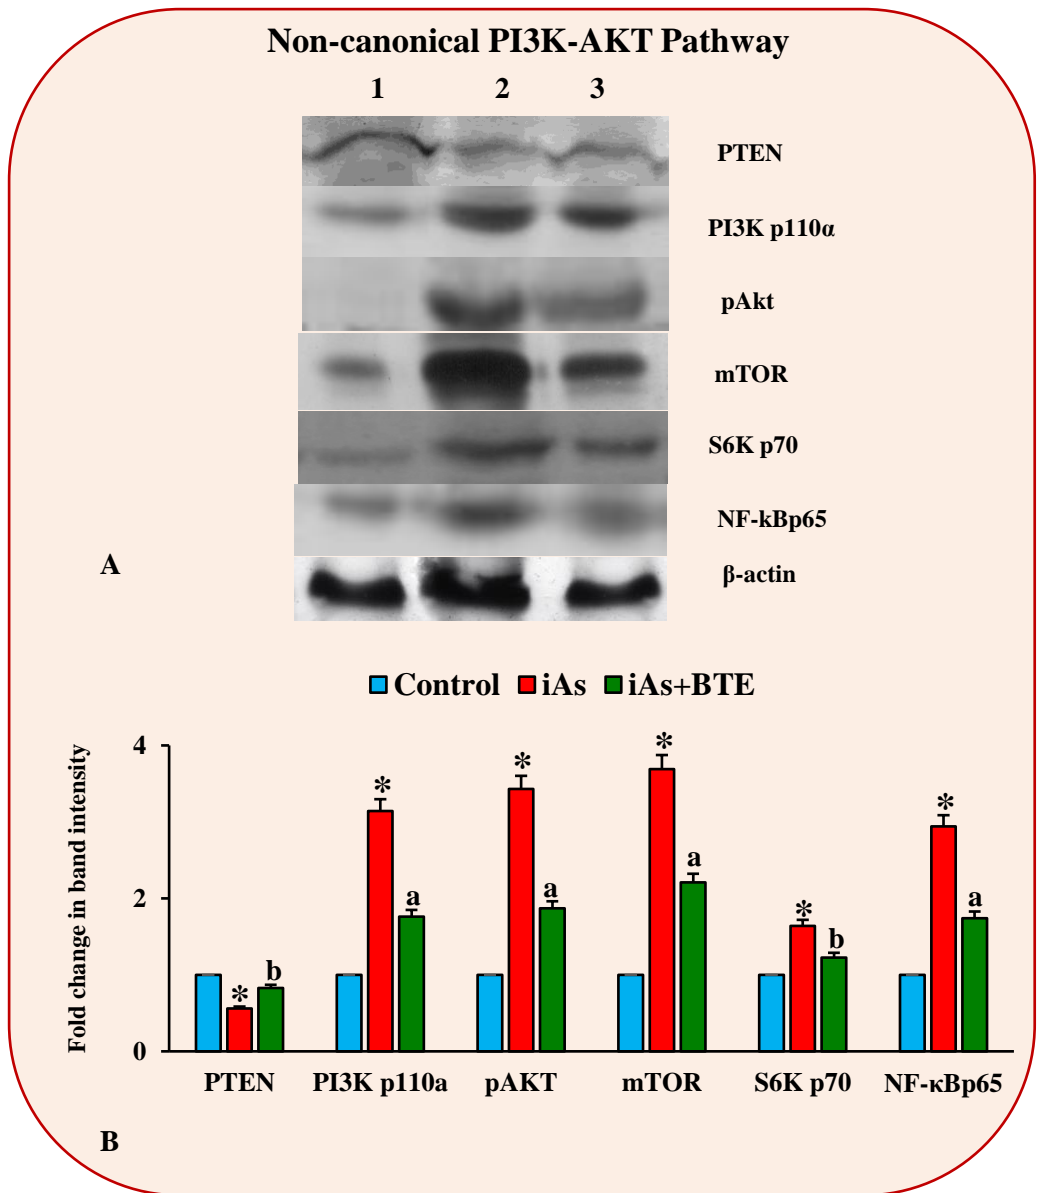 Non-canonical PI3K-AKT Pathway
1 2 3
PTEN
PI3K p110α
pAkt
mTOR
S6K p70
NF-kBp65
β-actin
A
Control iAs iAs+BTE
Fold change in band intensity
4
2
0
* b
* a
* a
* a
* b
* a
PTEN PI3K p110a pAKT mTOR S6K p70 NF-κBp65
B